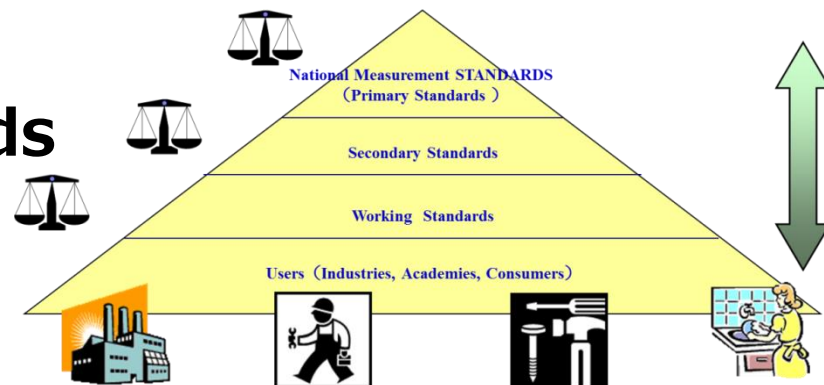 National Measurement STANDARDS
(Primary Standards )
ds
Secondary Standards
Working Standards
Users (Industries, Academies, Consumers)